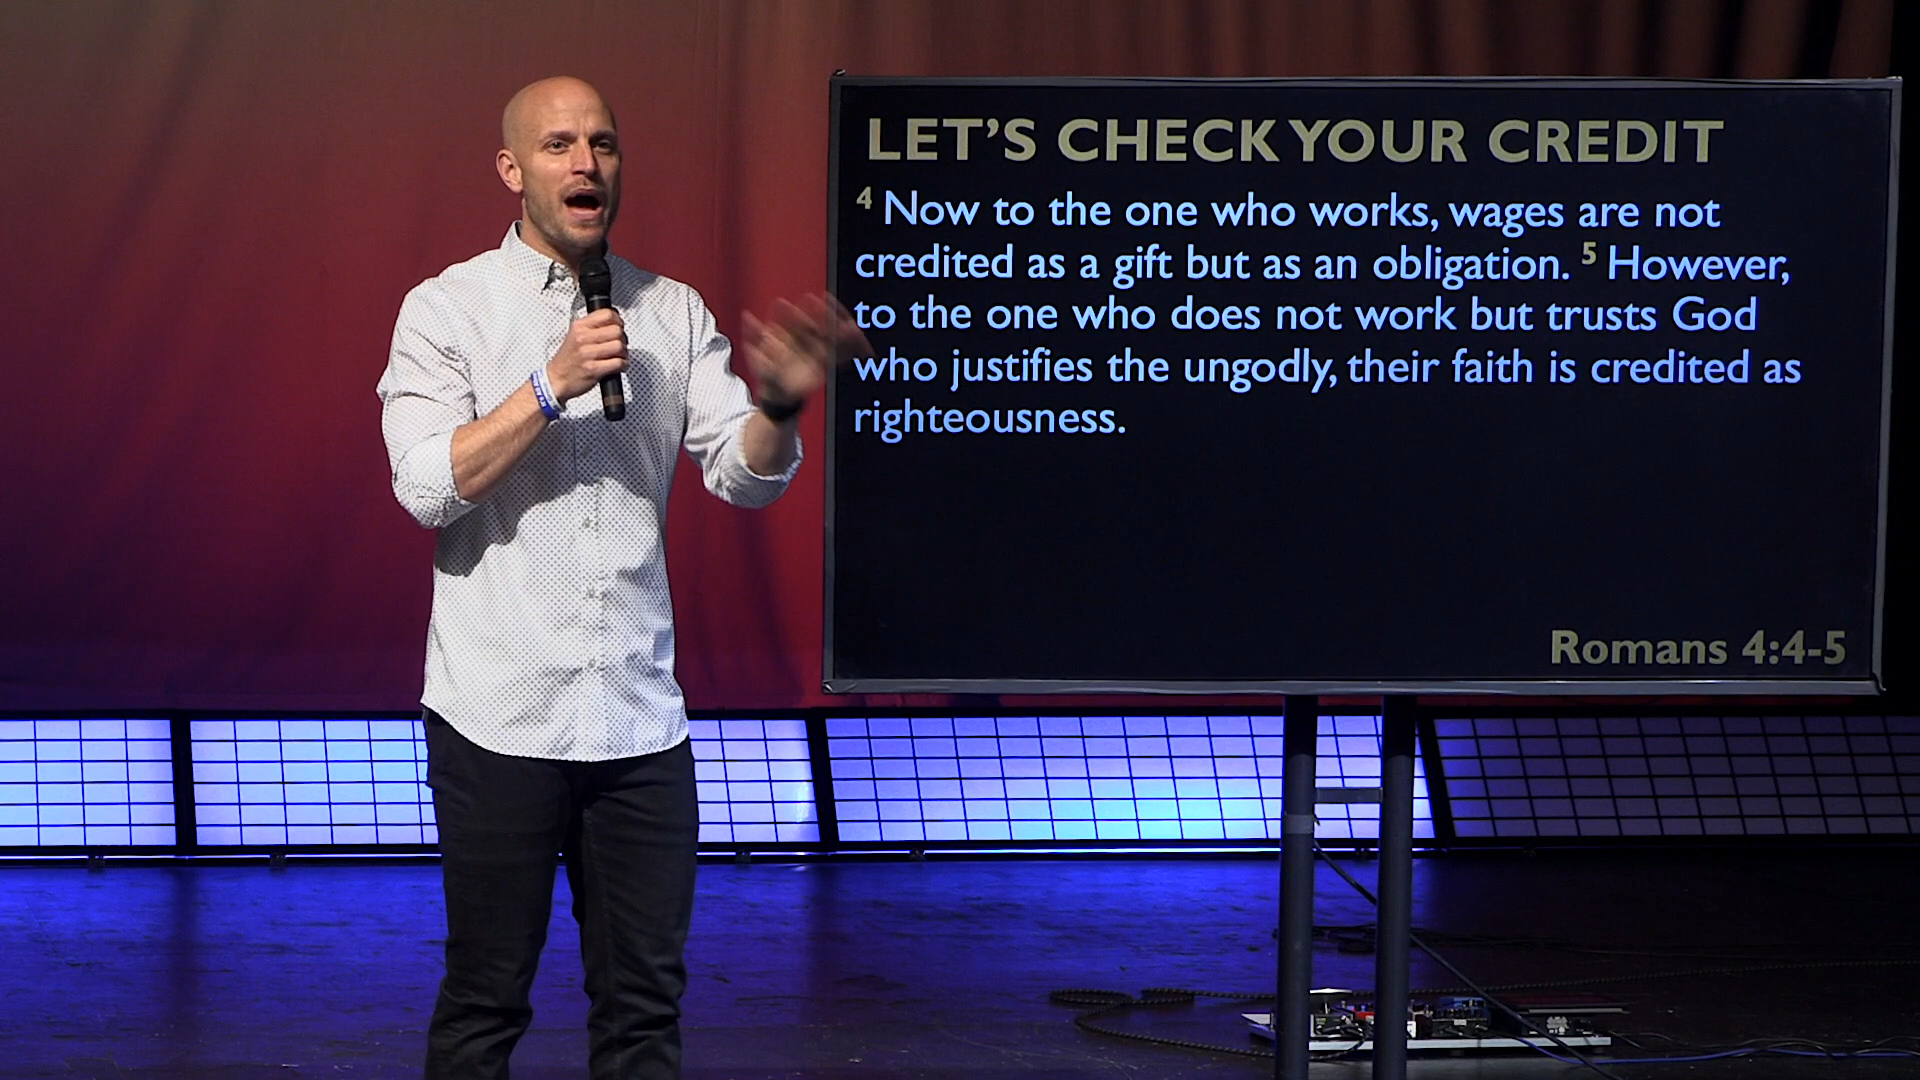 LET’S CHECK YOUR CREDIT
4 Now to the one who works, wages are not
credited as a gift but as an obligation. 5 However,
to the one who does not work but trusts God
who justifies the ungodly, their faith is credited as
righteousness.
Romans 4:4-5